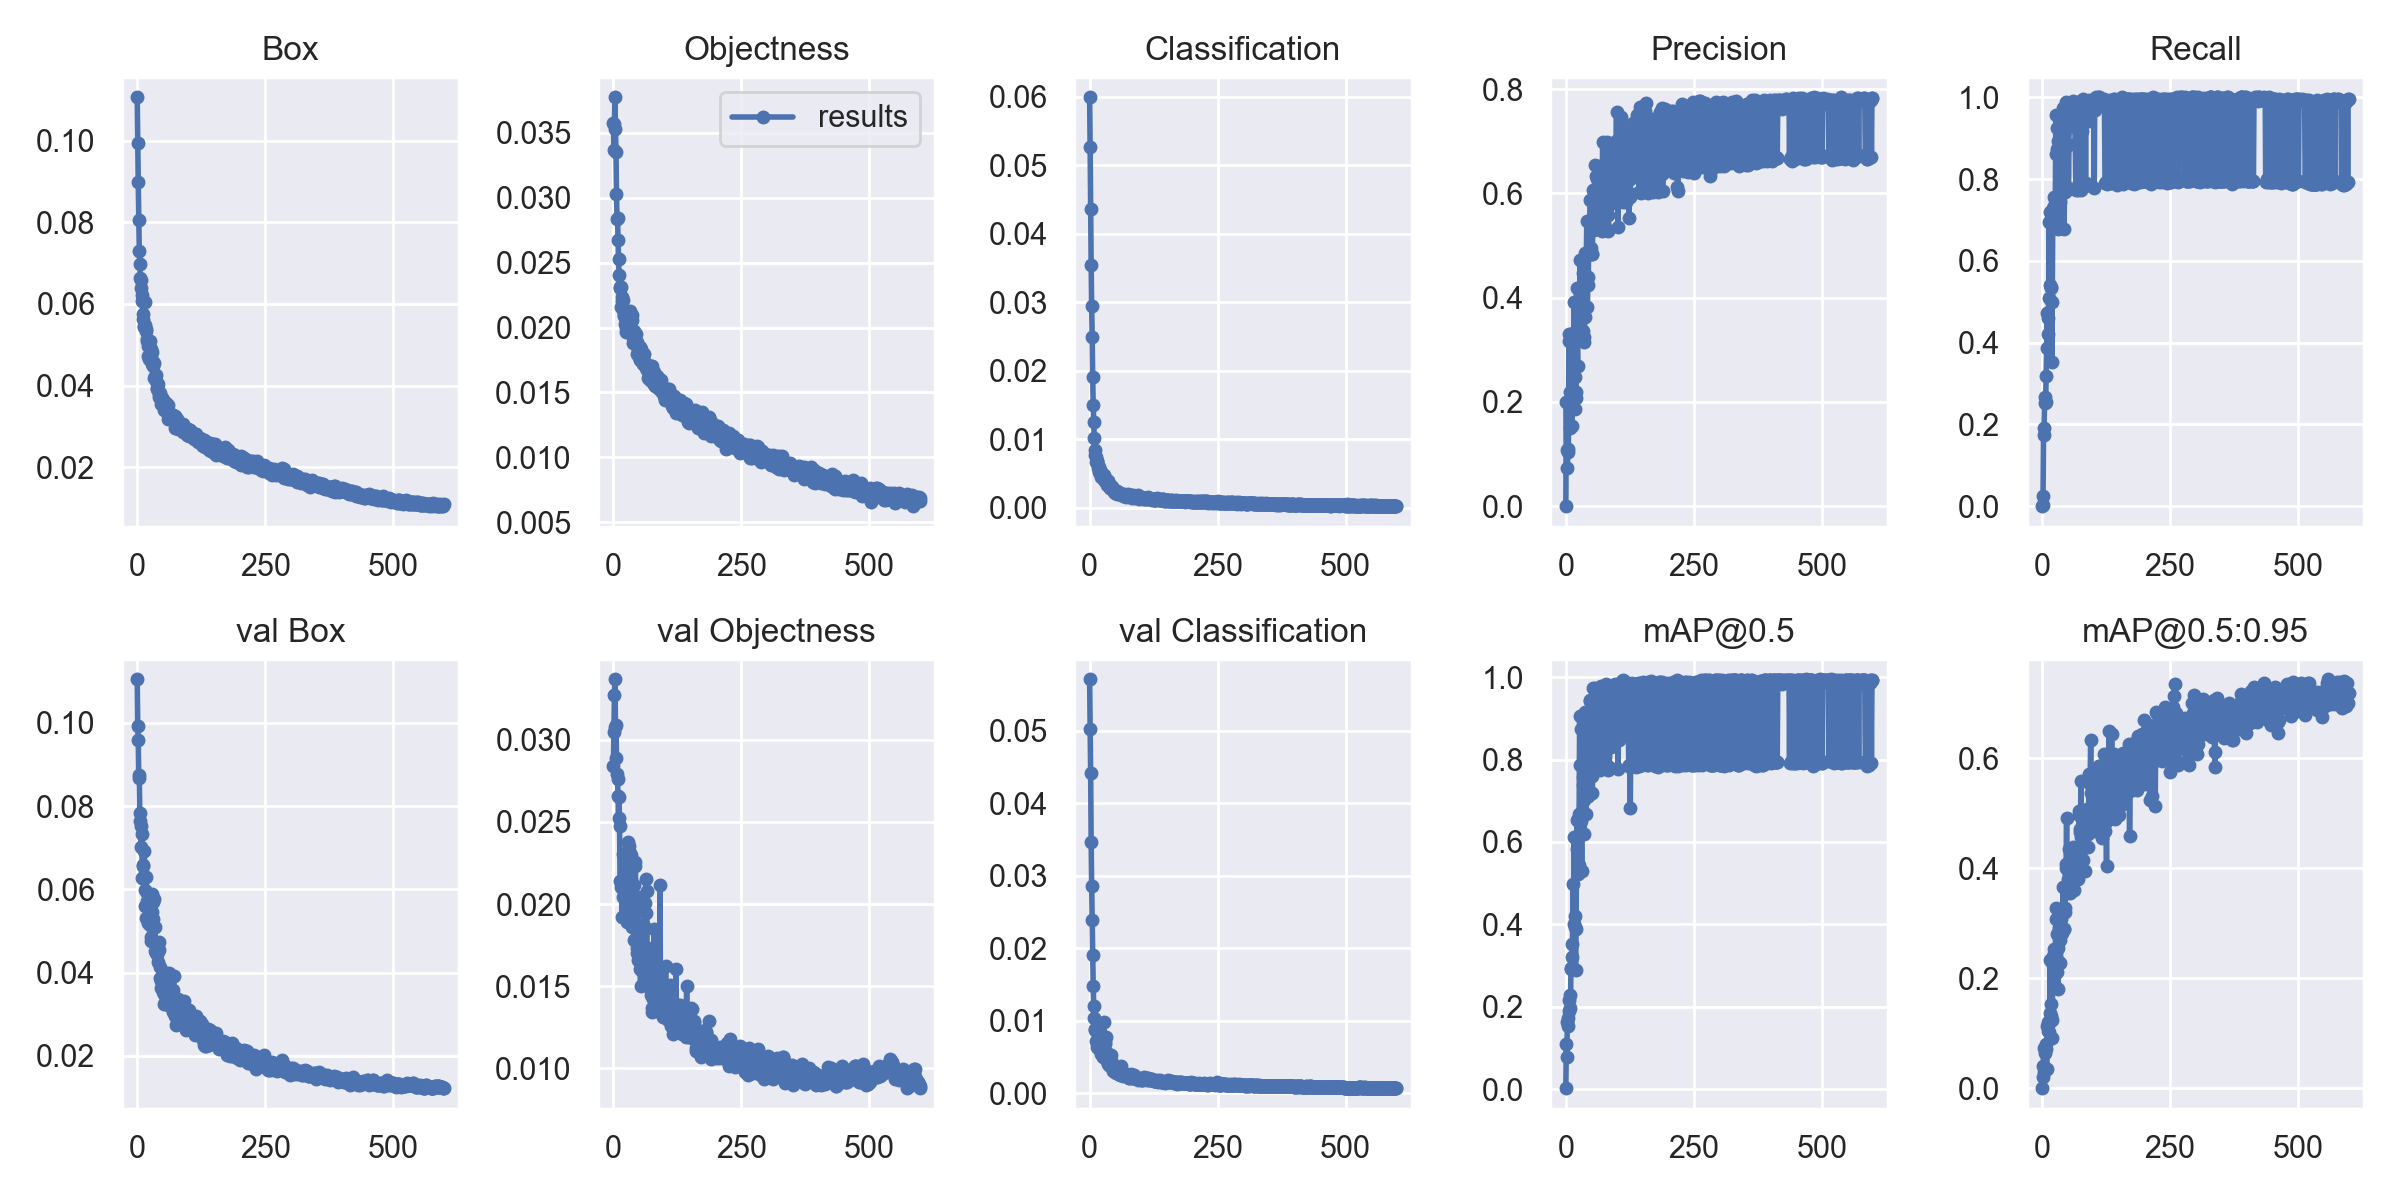 Box
0.10
0.08
0.06
0.04
0.02
0 250 500
Objectness
results
0.035
0.030
0.025
0.020
0.015
0.010
0.005
0 250 500
Classification
0.06
0.05
0.04
0.03
0.02
0.01
0.00
0 250 500
Precision
0.8
0.6
0.4
0.2
0.0
0 250 500
Recall
1.0
0.8
0.6
0.4
0.2
0.0
0 250 500
val Box
0.10
0.08
0.06
0.04
0.02
0 250 500
val Objectness
0.030
0.025
0.020
0.015
0.010
0 250 500
val Classification
0.05
0.04
0.03
0.02
0.01
0.00
0 250 500
mAP@0.5
1.0
0.8
0.6
0.4
0.2
0.0
0 250 500
mAP@0.5:0.95
0.6
0.4
0.2
0.0
0 250 500